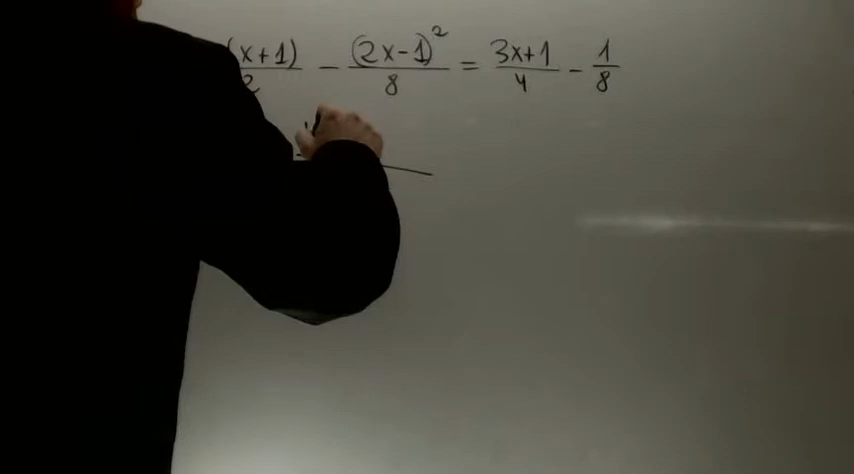 (x+1)/2 - (2x-1)²/8 = (3x+1)/4 - 1/8